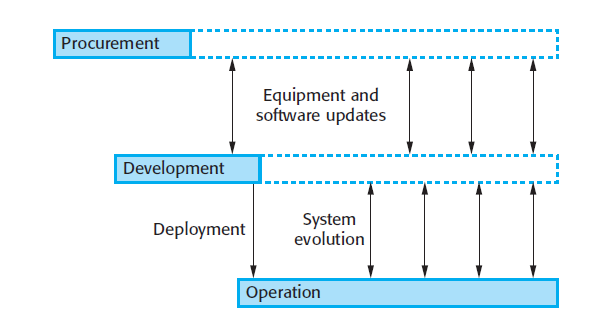 Procurement
Equipment and
software updates
Development
Deployment
System
evolution
Operation